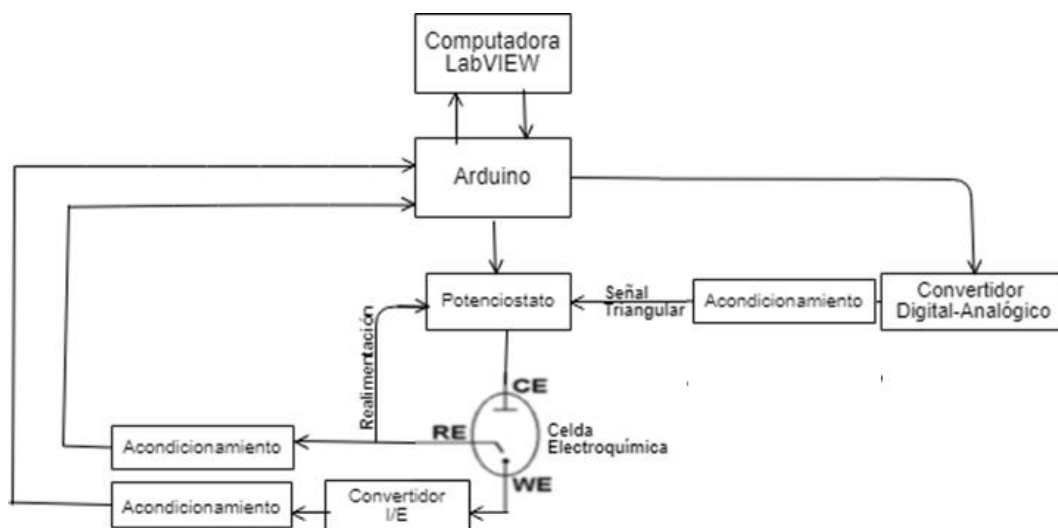 Computadora
LabVIEW
Arduino
Potenciostato
Señal
Triangular
Acondicionamiento
Convertidor
Digital-Analógico
Realimentación
CE
RE
Celda
Electroquímica
Acondicionamiento
WE
Acondicionamiento
Convertidor
I/E